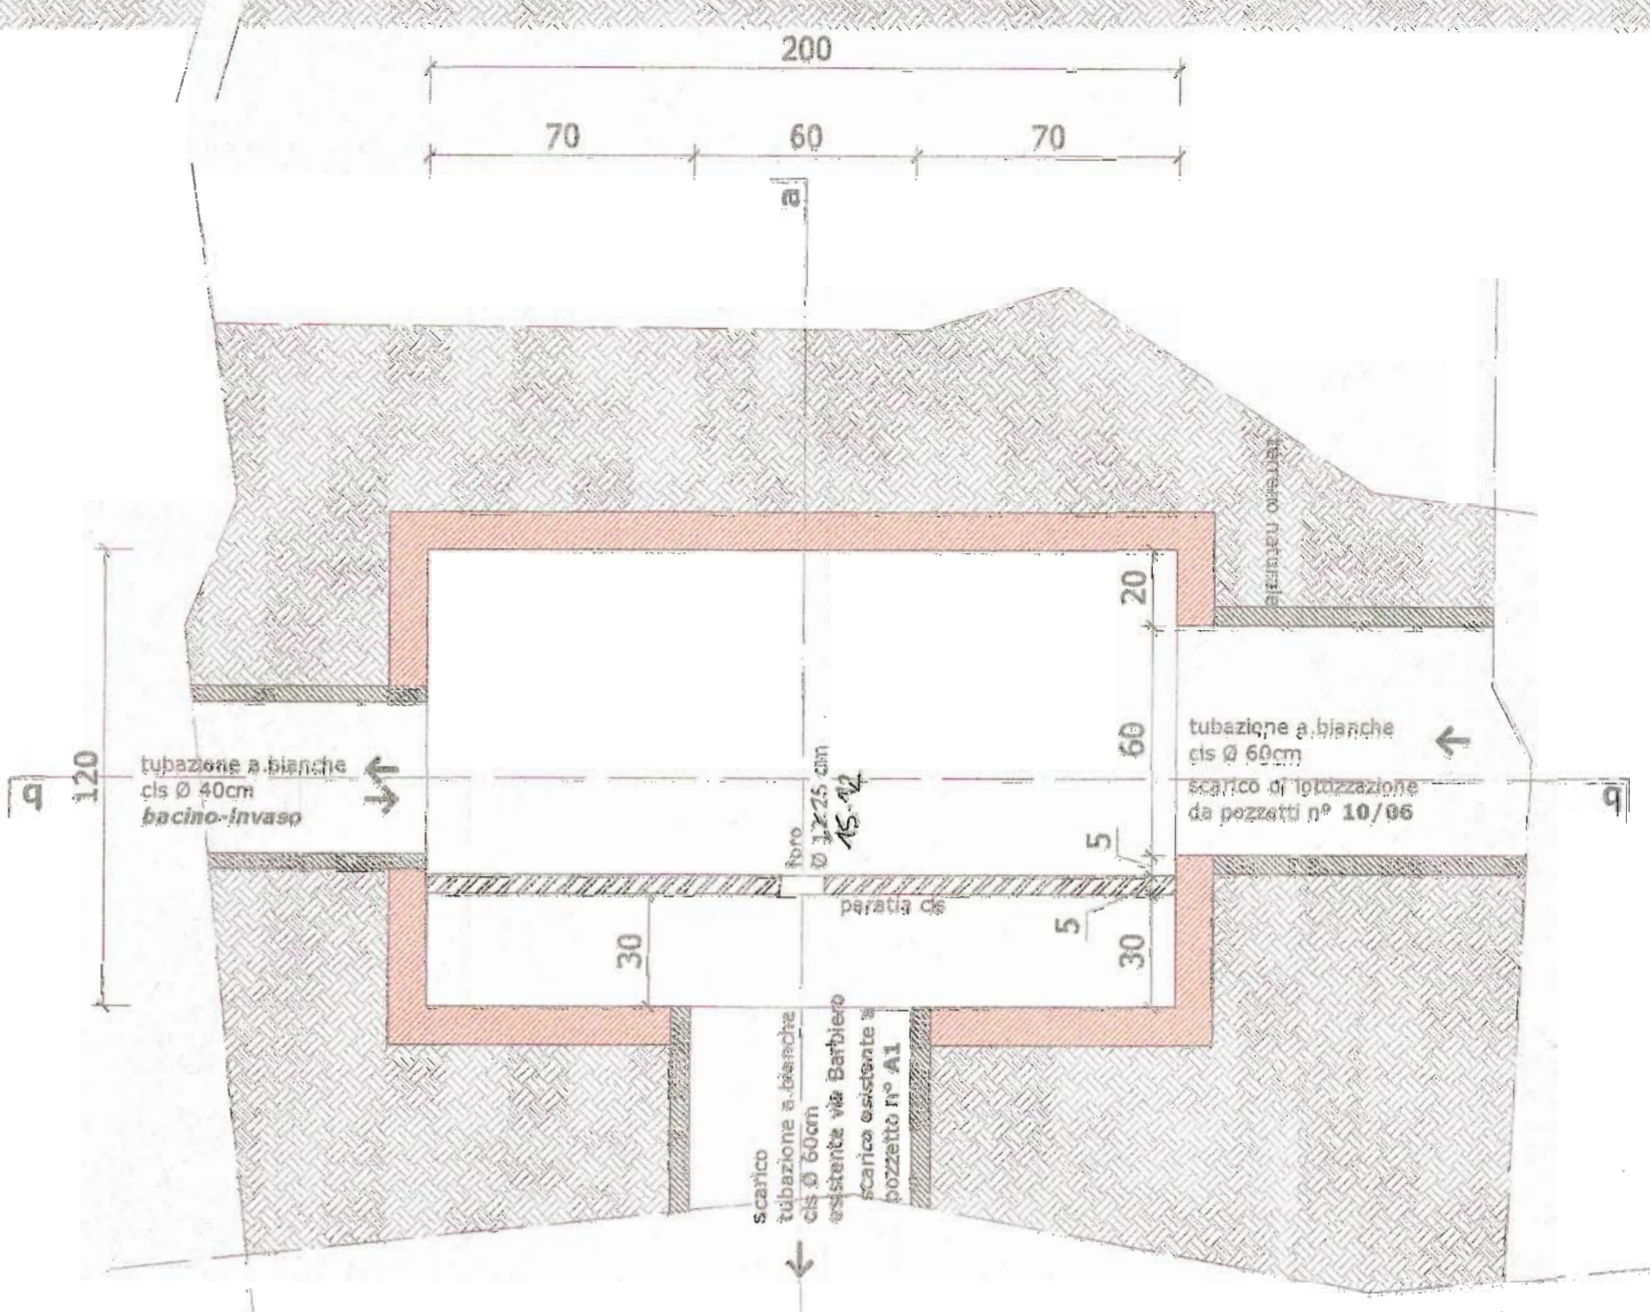 200
70
60
70
a
terreno naturale
20
120
60
tubazione a.bianche
cls Ø 40cm
bacino-invaso
tubazione a.bianche
cls Ø 60cm
scarico di lottizzazione
da pozzetti n° 10/06
b
b
foro
15-12
5
paratia cls
5
30
30
scarico
tubazione a.bianche
cls Ø 60cm
esistente via Barbiero
scarico esistente a
pozzetto n° A1